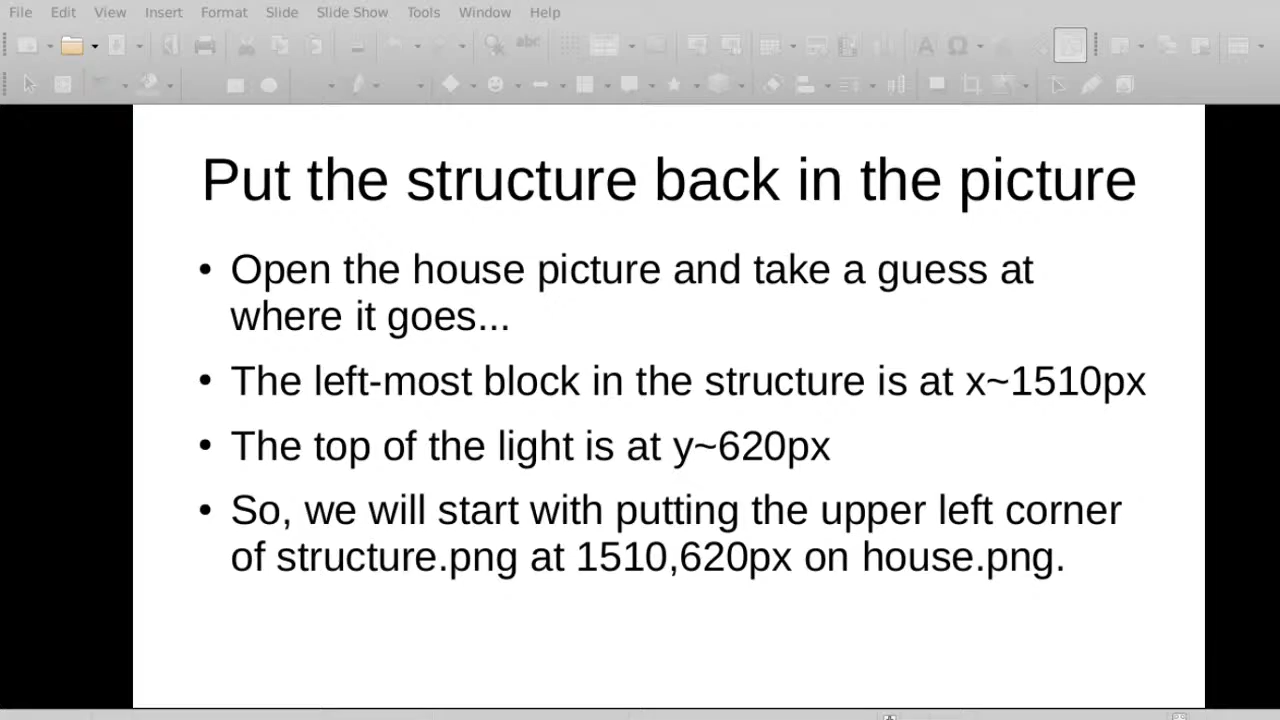 File Edit View Insert Format Slide Slide Show Tools Window Help
abc
Put the structure back in the picture
• Open the house picture and take a guess at
where it goes...
• The left-most block in the structure is at x~1510px
• The top of the light is at y~620px
• So, we will start with putting the upper left corner
of structure.png at 1510,620px on house.png.